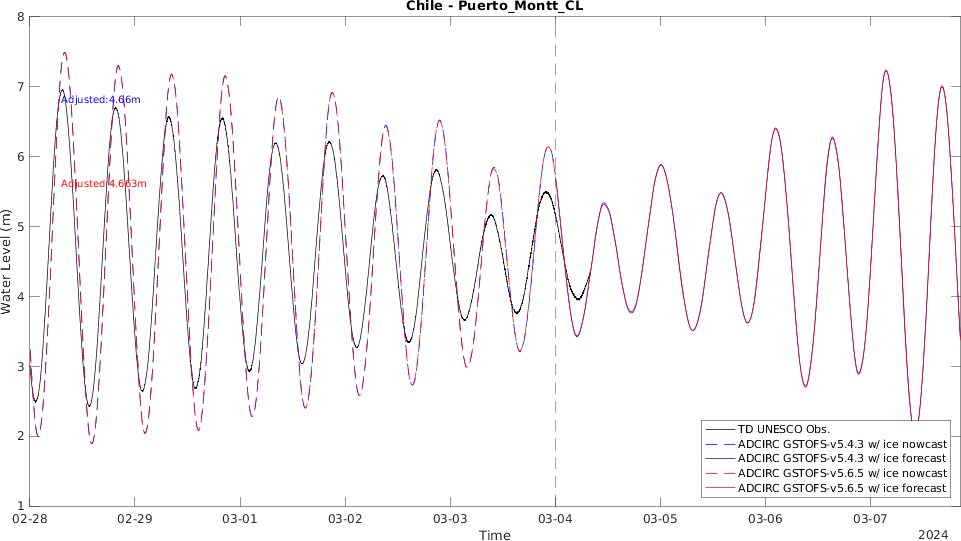 Chile - Puerto_Montt_CL
8
7
6
5
4
3
2
1
Water Level (m)
Adjusted:4.66m
Adjusted:4.663m
TD UNESCO Obs.
ADCIRC GSTOFS-v5.4.3 w/ ice nowcast
ADCIRC GSTOFS-v5.4.3 w/ ice forecast
ADCIRC GSTOFS-v5.6.5 w/ ice nowcast
ADCIRC GSTOFS-v5.6.5 w/ ice forecast
02-28 02-29 03-01 03-02 03-03 03-04 03-05 03-06 03-07
Time
2024